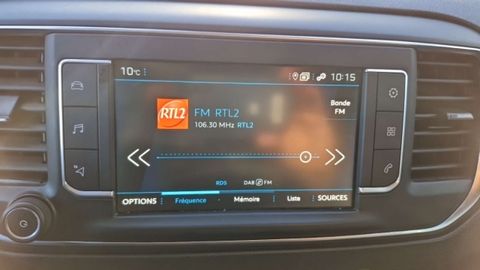 10°C 10:15
RTL2 FM RTL2 Bande
FM
106.30 MHz RTL2
RDS DAB FM
OPTIONS Fréquence Mémoire Liste SOURCES